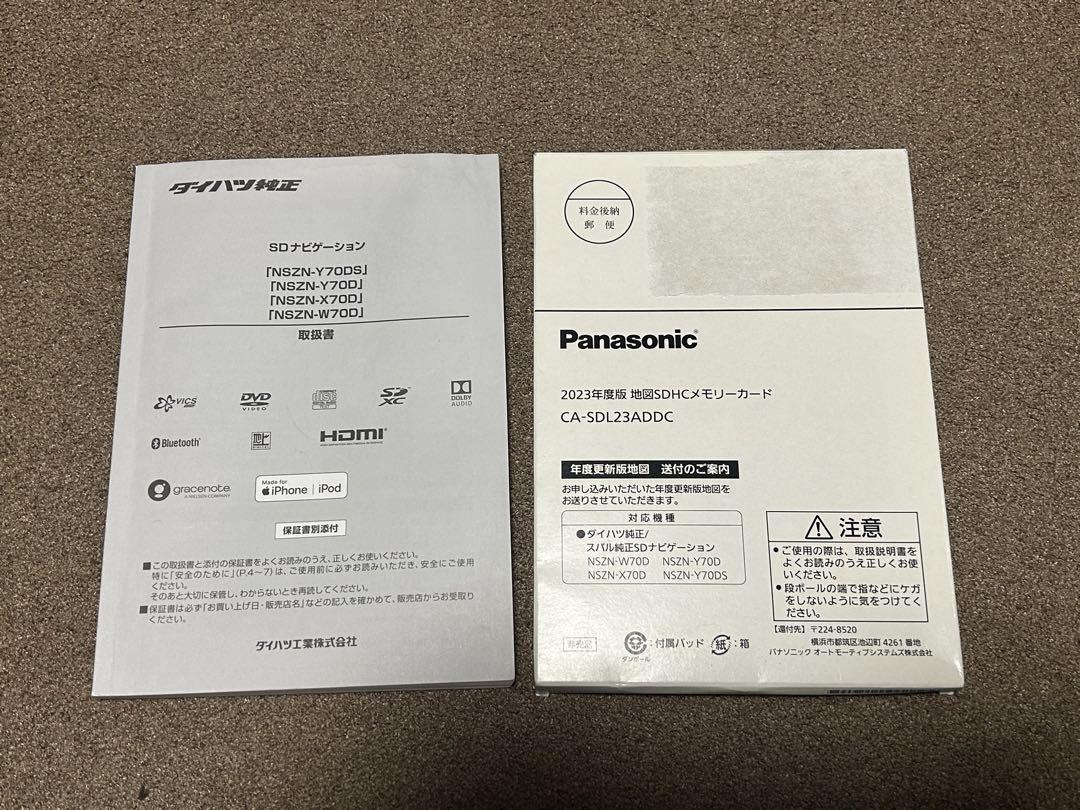 ダイハツ純正
SDナビゲーション
「NSZN-Y70DS」
「NSZN-Y70D」
「NSZN-X70D」
「NSZN-W70D」
取扱書
VICS
DVD
VIDEO
DISC
SD
XC
DOLBY
AUDIO
Bluetooth®
HDMI
gracenote.
A NIELSEN COMPANY
Made for
iPhone | iPod
保証書別添付
■この取扱書と添付の保証書をよくお読みのうえ、正しくお使いください。
特に「安全のために」(P.4〜7)は、ご使用前に必ずお読みいただき、安全にご使用
ください。
そのあと大切に保管し、わからないとき再読してください。
■保証書は必ず「お買い上げ日・販売店名」などの記入を確かめて、販売店からお受取り
ください。
ダイハツ工業株式会社
料金後納
郵便
Panasonic®
2023年度版 地図SDHCメモリーカード
CA-SDL23ADDC
年度更新版地図 送付のご案内
お申し込みいただいた年度更新版地図を
お送りさせていただきます。
対応機種
●ダイハツ純正/
スバル純正SDナビゲーション
NSZN-W70D NSZN-Y70D
NSZN-X70D NSZN-Y70DS
注意
●ご使用の際は、取扱説明書を
よくお読みのうえ正しくお使
いください。
●段ボールの端で指などにケガ
をしないように気をつけてく
ださい。
非売品
ダンボール
:付属パッド
紙
:箱
【還付先】〒224-8520
横浜市都筑区池辺町4261番地
パナソニック オートモーティブシステムズ株式会社